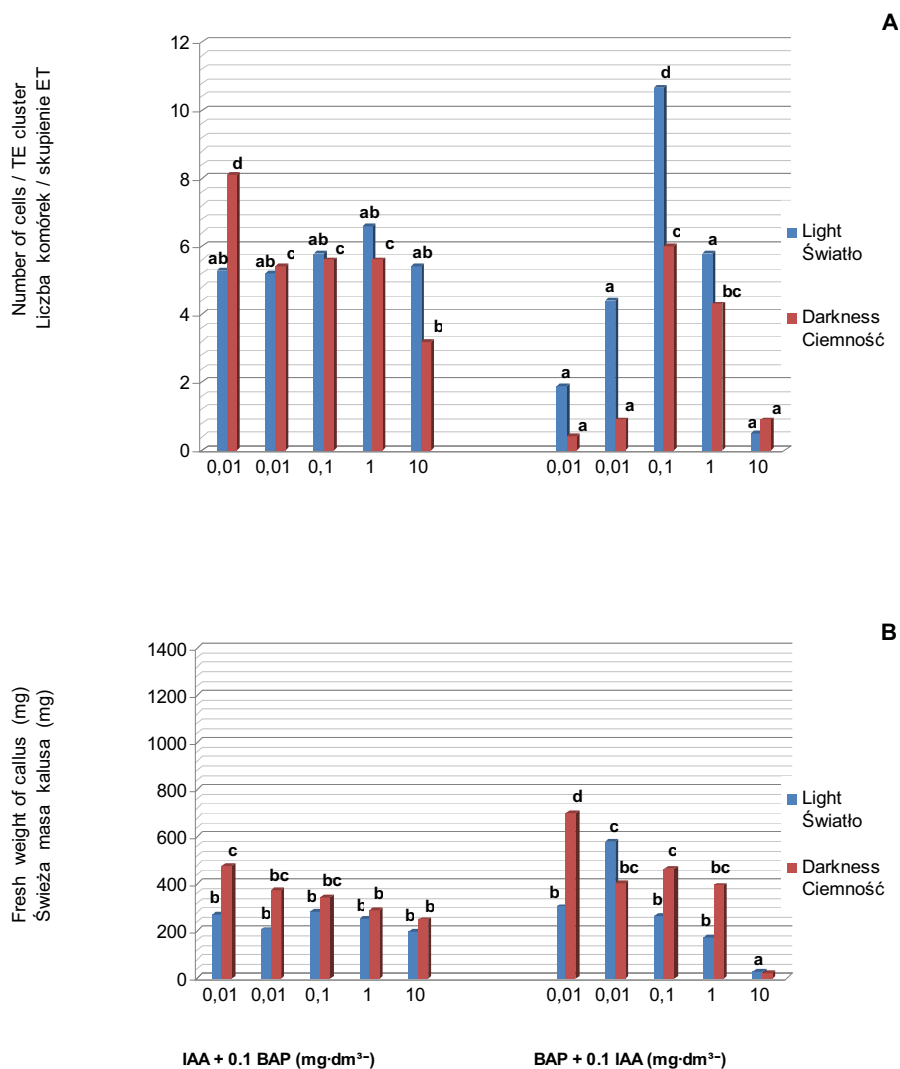 A
Number of cells / TE cluster
Liczba komórek / skupienie ET
12
10
8
6
4
2
0
ab
d
ab
c
ab
c
ab
c
ab
b
a
a
a
a
d
c
a
bc
a
a
0,01
0,01
0,1
1
10
0,01
0,01
0,1
1
10
Light
Światło
Darkness
Ciemność
B
Fresh weight of callus (mg)
Świeża masa kalusa (mg)
1400
1200
1000
800
600
400
200
0
b
c
b
bc
b
bc
b
b
b
b
b
d
c
bc
b
c
b
bc
a
0,01
0,01
0,1
1
10
0,01
0,01
0,1
1
10
Light
Światło
Darkness
Ciemność
IAA + 0.1 BAP (mg·dm³⁻)
BAP + 0.1 IAA (mg·dm³⁻)